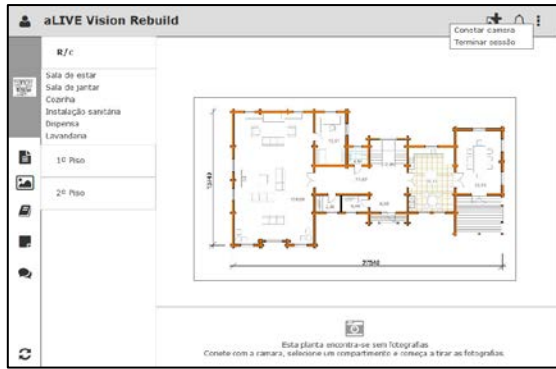 aLIVE Vision Rebuild
Conetar camera
Terminar sessão
R/c
Sala de estar
Sala de jantar
Cozinha
Instalação sanitária
Dispensa
Lavandaria
1º Piso
2º Piso
27540
Esta planta encontra-se sem fotografias
Conete com a camara, selecione um compartimento e começa a tirar as fotografias.